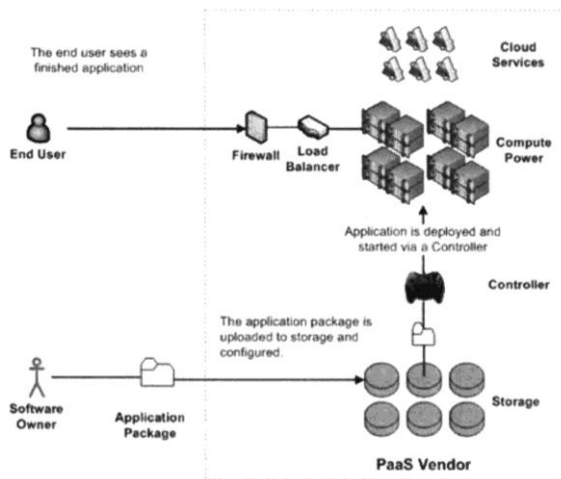 The end user sees a
finished application
Cloud
Services
End User
Firewall
Load
Balancer
Compute
Power
Application is deployed and
started via a Controller
Controller
The application package is
uploaded to storage and
configured.
Software
Owner
Application
Package
Storage
PaaS Vendor